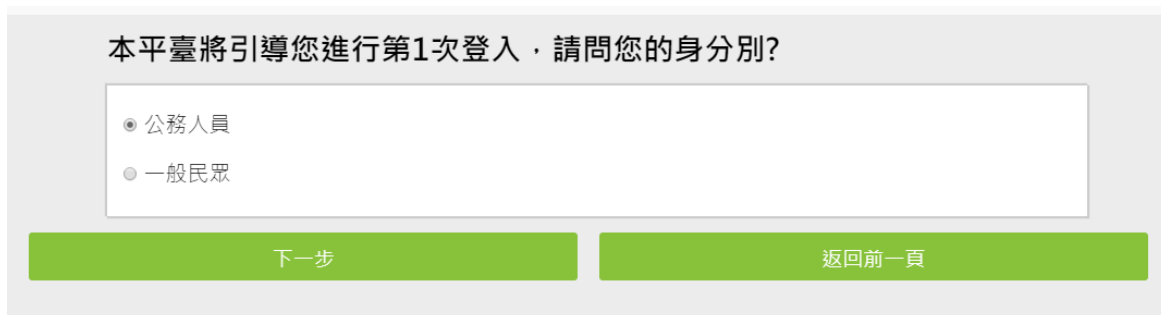 本平臺將引導您進行第1次登入，請問您的身分別?
公務人員
一般民眾
下一步
返回前一頁